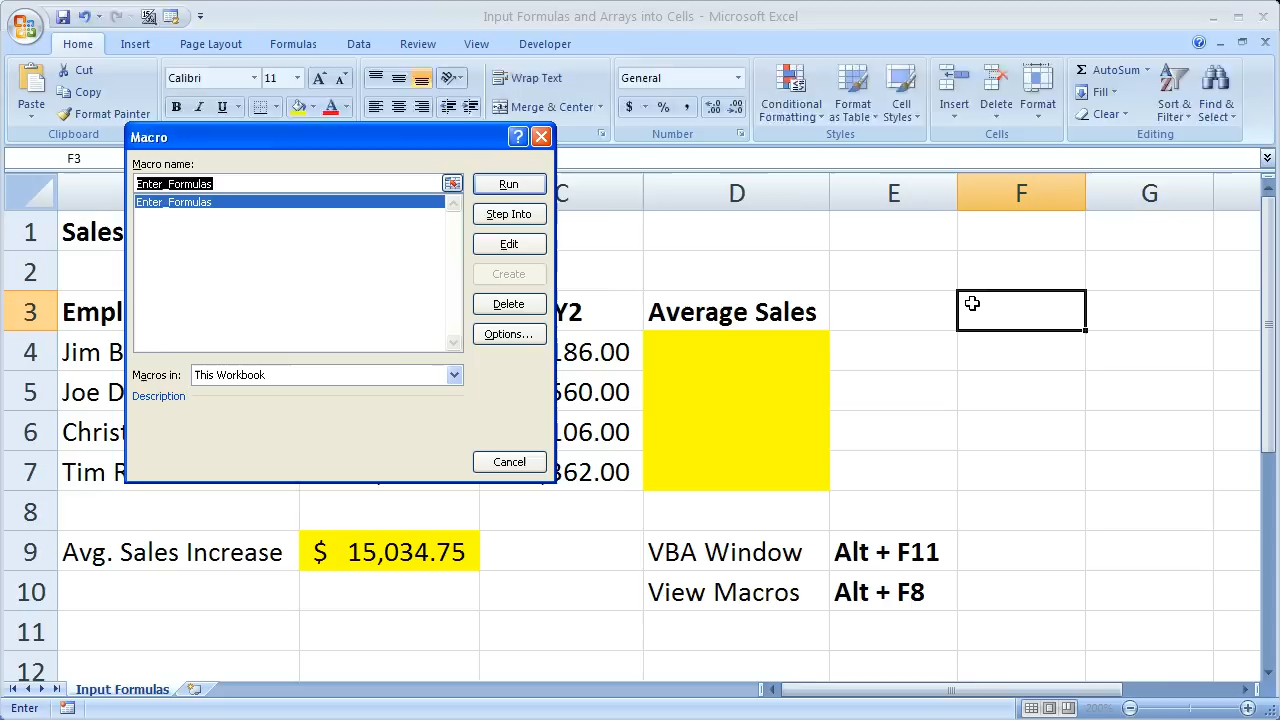 Input Formulas and Arrays into Cells - Microsoft Excel
Home Insert Page Layout Formulas Data Review View Developer
Paste Cut Copy Format Painter Clipboard
Calibri 11 B I U
Wrap Text Merge & Center
General $ % , Number
Conditional Formatting Format as Table Cell Styles Styles
Insert Delete Format Cells
Σ AutoSum Fill Clear Sort & Filter Find & Select Editing
F3
Macro
Macro name:
Enter_Formulas
Enter_Formulas
Run
Step Into
Edit
Create
Delete
Options...
Macros in: This Workbook
Description
Cancel
C D E F G
1 Sales
2
3 Empl Y2 Average Sales
4 Jim B 186.00
5 Joe D 560.00
6 Christ 106.00
7 Tim R 362.00
8
9 Avg. Sales Increase $ 15,034.75 VBA Window Alt + F11
10 View Macros Alt + F8
11
12
Input Formulas
Enter 200%